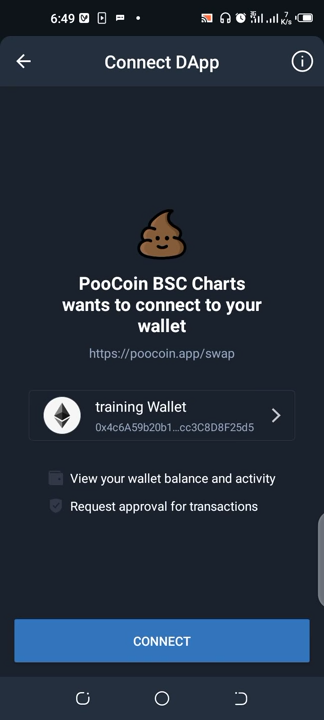 6:49
7 K/s
Connect DApp
PooCoin BSC Charts
wants to connect to your
wallet
https://poocoin.app/swap
training Wallet
0x4c6A59b20b1...cc3C8D8F25d5
View your wallet balance and activity
Request approval for transactions
CONNECT